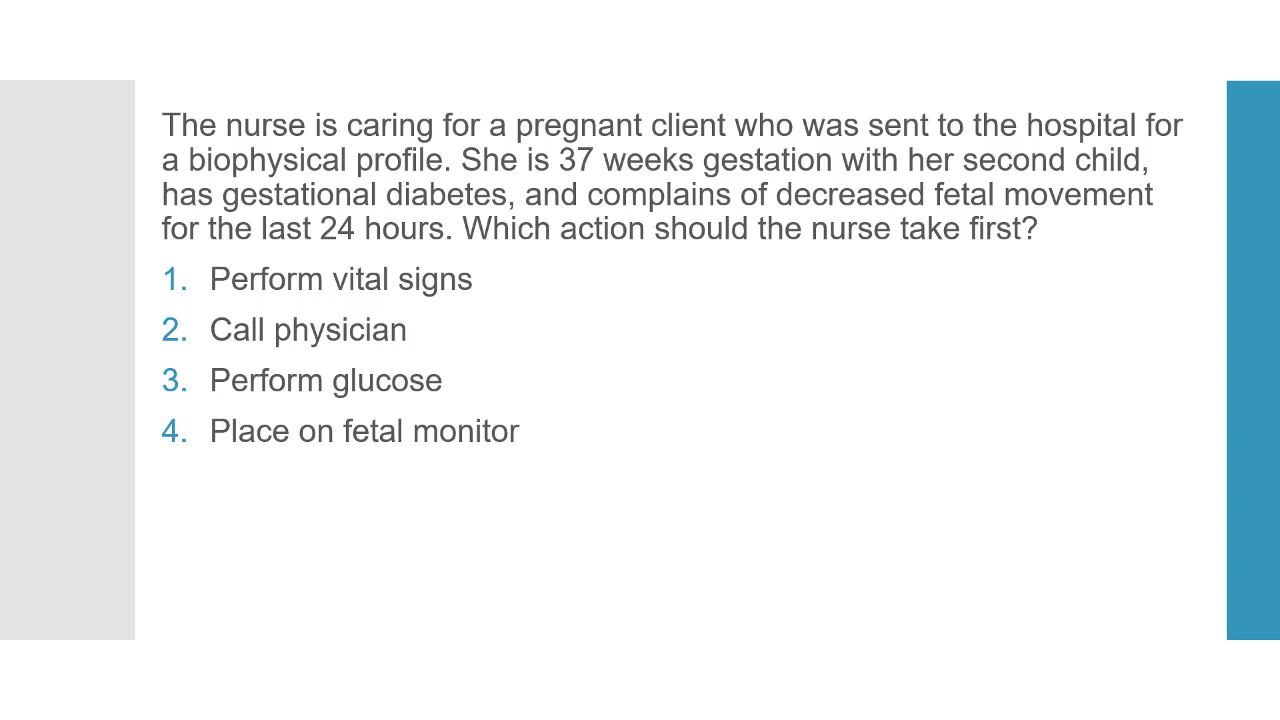 The nurse is caring for a pregnant client who was sent to the hospital for
a biophysical profile. She is 37 weeks gestation with her second child,
has gestational diabetes, and complains of decreased fetal movement
for the last 24 hours. Which action should the nurse take first?
1. Perform vital signs
2. Call physician
3. Perform glucose
4. Place on fetal monitor